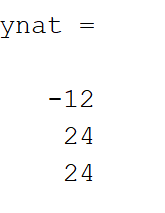 ynat =
-12
24
24